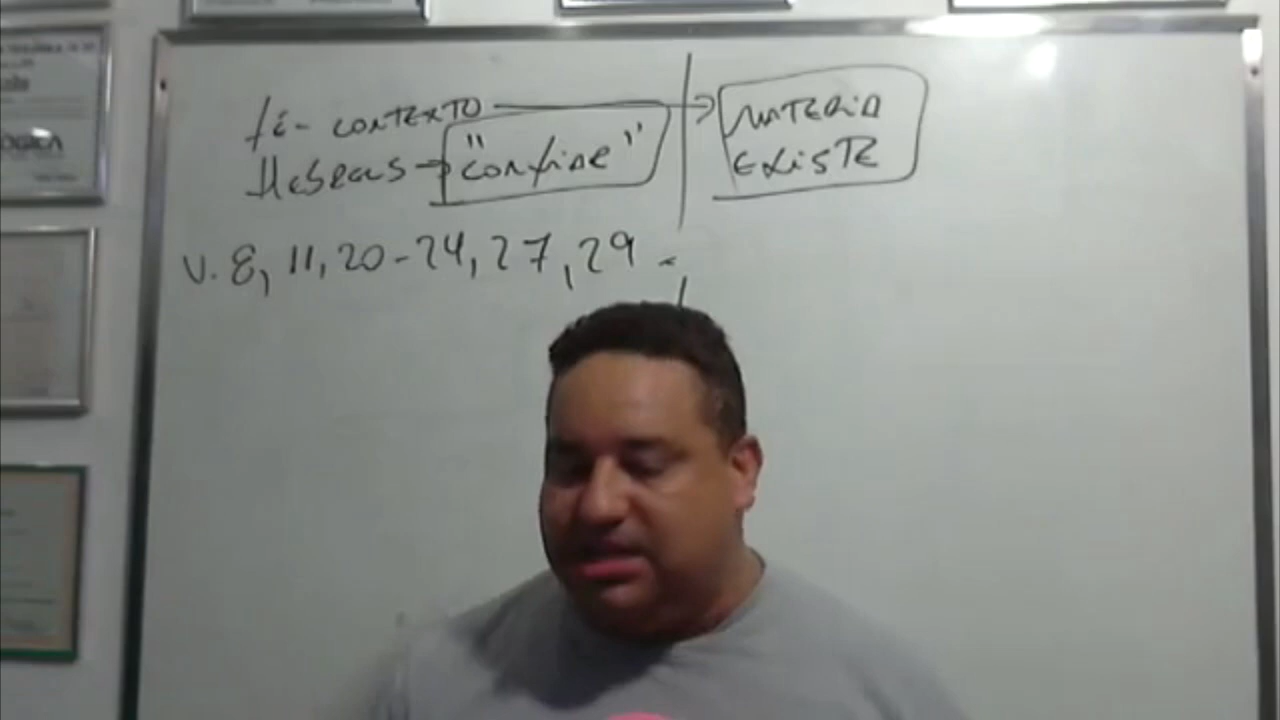 fé - CONTEXTO → MATERIA
Hebreus → "confiar" EXISTE
v. 8, 11, 20-24, 27, 29 -